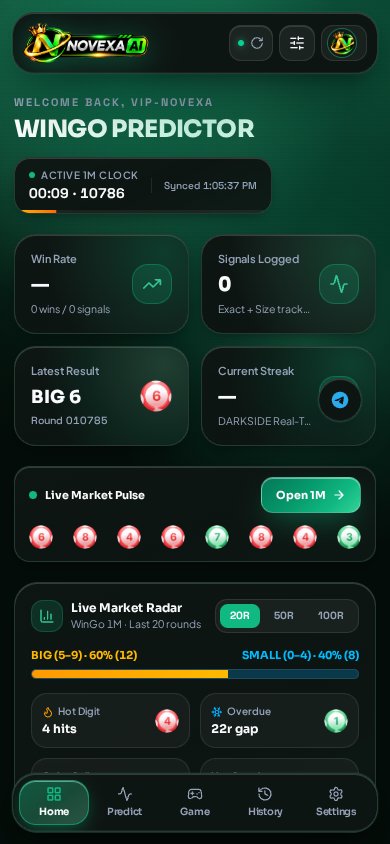 NOVEXA AI
WELCOME BACK, VIP-NOVEXA
WINGO PREDICTOR
ACTIVE 1M CLOCK
00:09 · 10786
Synced 1:05:37 PM
Win Rate
—
0 wins / 0 signals
Signals Logged
0
Exact + Size track...
Latest Result
BIG 6
Round 010785
6
Current Streak
—
DARKSIDE Real-T...
Live Market Pulse
Open 1M →
6 8 4 6 7 8 4 3
Live Market Radar
WinGo 1M · Last 20 rounds
20R 50R 100R
BIG (5–9) · 60% (12) SMALL (0–4) · 40% (8)
Hot Digit
4 hits
4
Overdue
22r gap
1
Home Predict Game History Settings